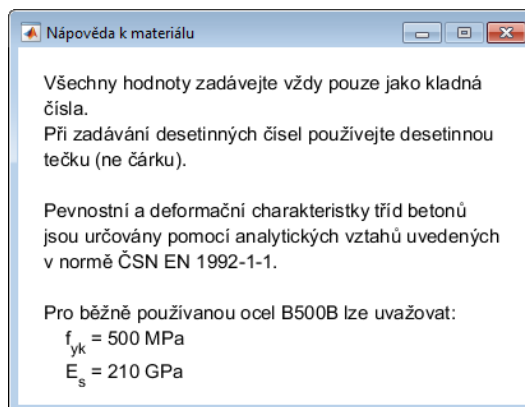 Nápověda k materiálu
Všechny hodnoty zadávejte vždy pouze jako kladná
čísla.
Při zadávání desetinných čísel používejte desetinnou
tečku (ne čárku).
Pevnostní a deformační charakteristky tříd betonů
jsou určovány pomocí analytických vztahů uvedených
v normě ČSN EN 1992-1-1.
Pro běžně používanou ocel B500B lze uvažovat:
f_yk = 500 MPa
E_s = 210 GPa